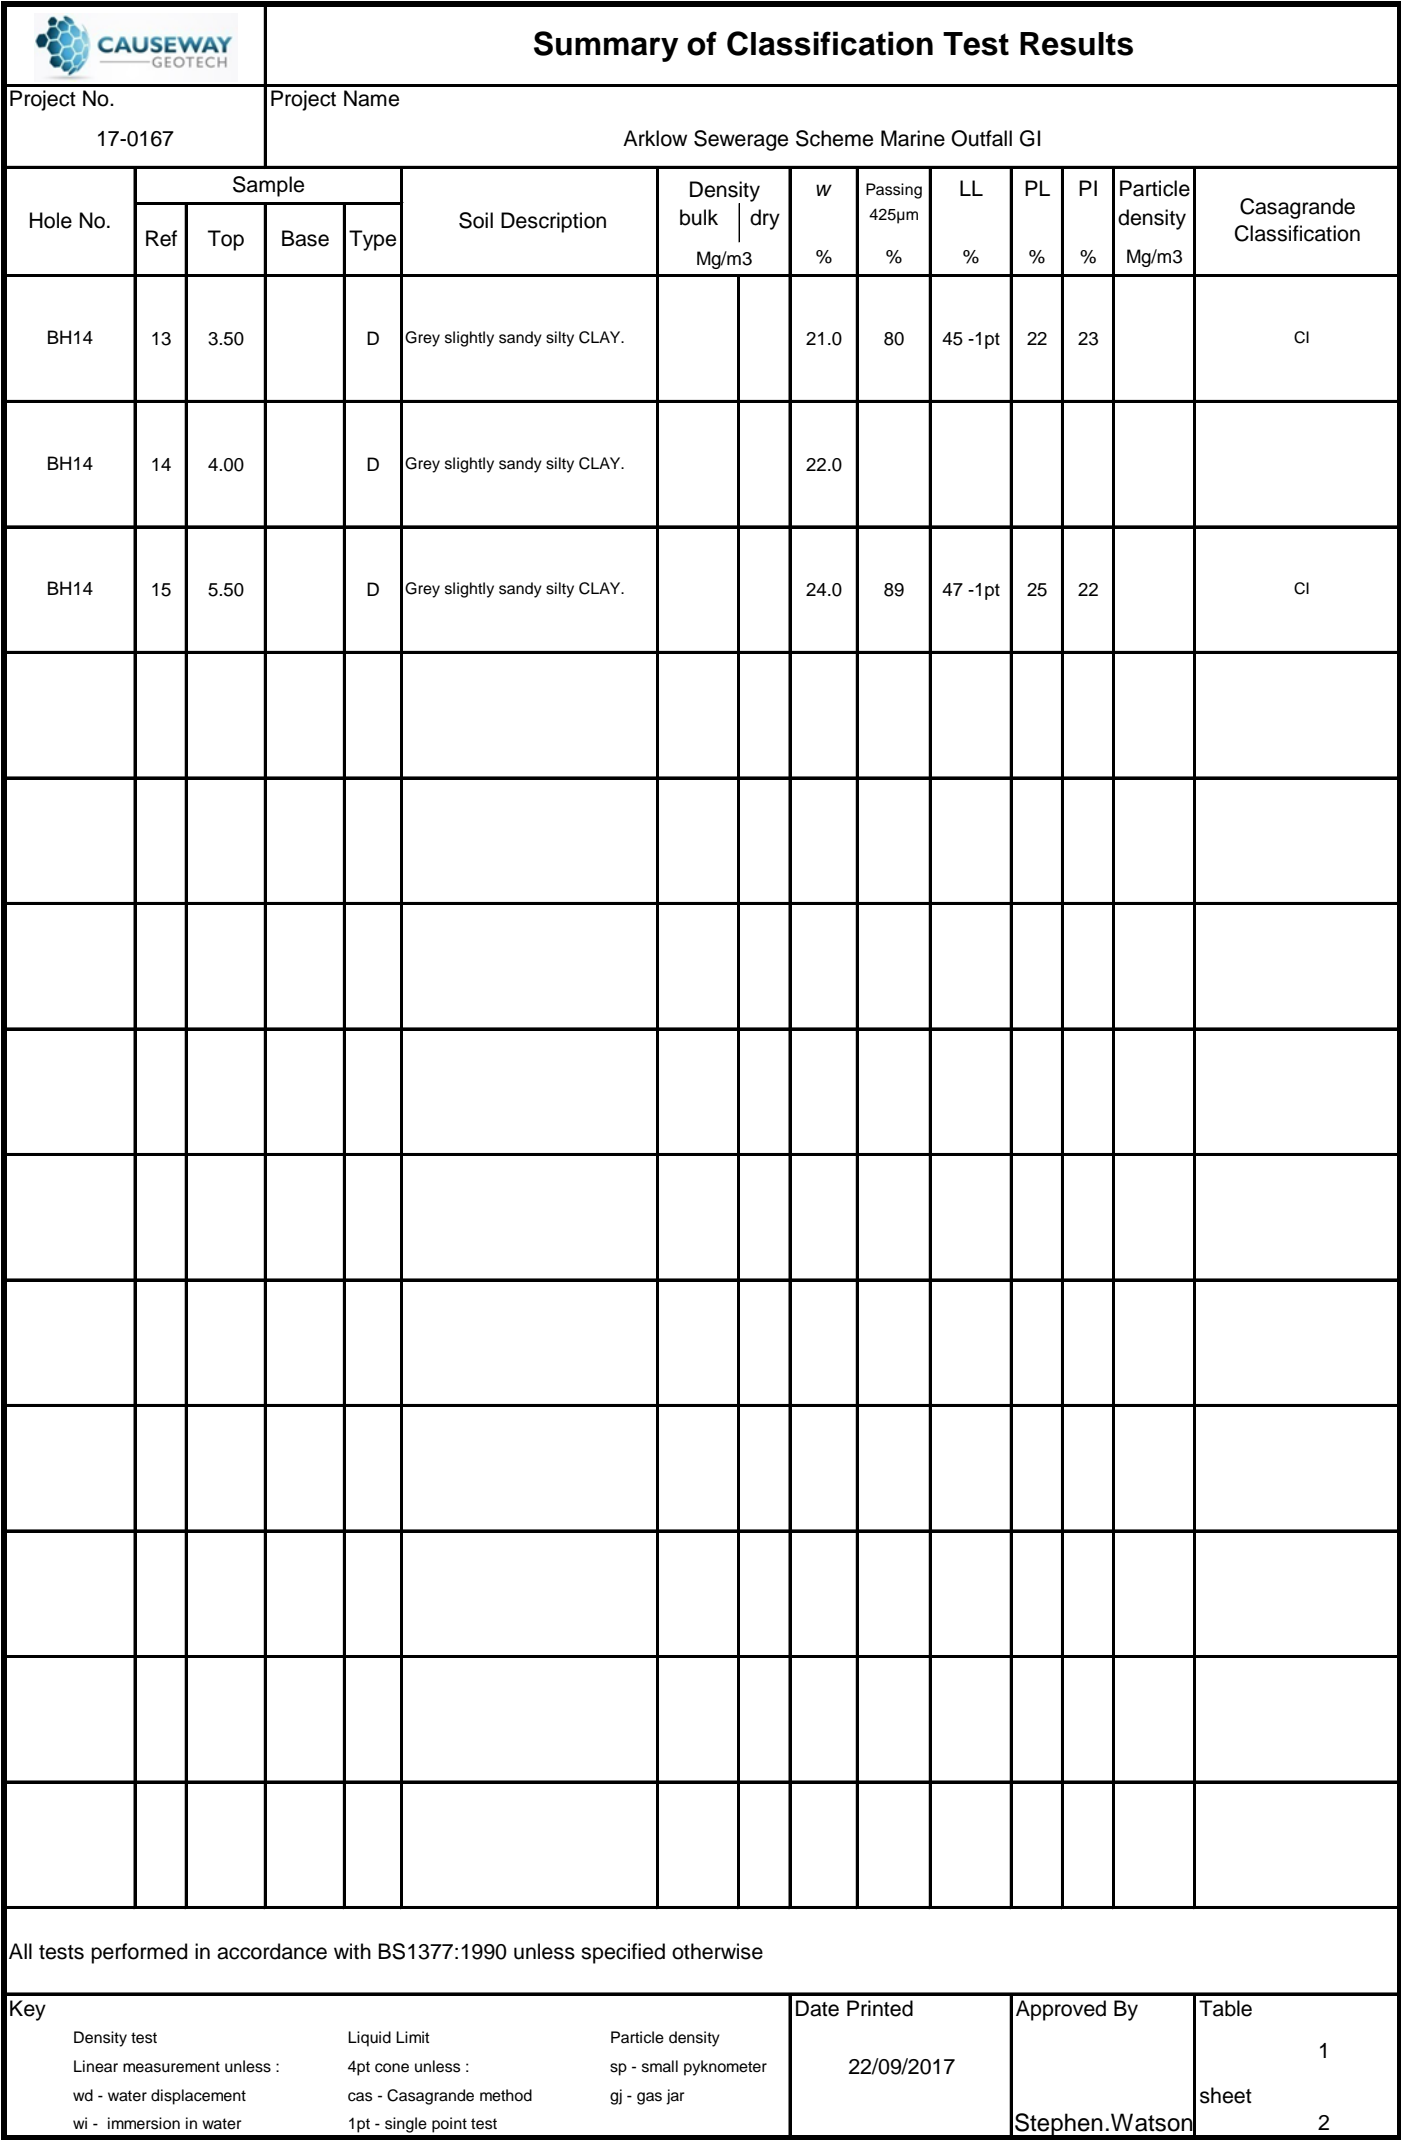 CAUSEWAY
GEOTECH
Summary of Classification Test Results
Project No.
17-0167
Project Name
Arklow Sewerage Scheme Marine Outfall GI
Hole No.
Sample
Ref Top Base Type
Soil Description
Density
bulk dry
Mg/m3
w
%
Passing
425µm
%
LL
%
PL
%
PI
%
Particle
density
Mg/m3
Casagrande
Classification
BH14 13 3.50 D Grey slightly sandy silty CLAY. 21.0 80 45 -1pt 22 23 CI
BH14 14 4.00 D Grey slightly sandy silty CLAY. 22.0
BH14 15 5.50 D Grey slightly sandy silty CLAY. 24.0 89 47 -1pt 25 22 CI
All tests performed in accordance with BS1377:1990 unless specified otherwise
Key
Density test
Linear measurement unless :
wd - water displacement
wi - immersion in water
Liquid Limit
4pt cone unless :
cas - Casagrande method
1pt - single point test
Particle density
sp - small pyknometer
gj - gas jar
Date Printed
22/09/2017
Approved By
Stephen.Watson
Table
1
sheet
2